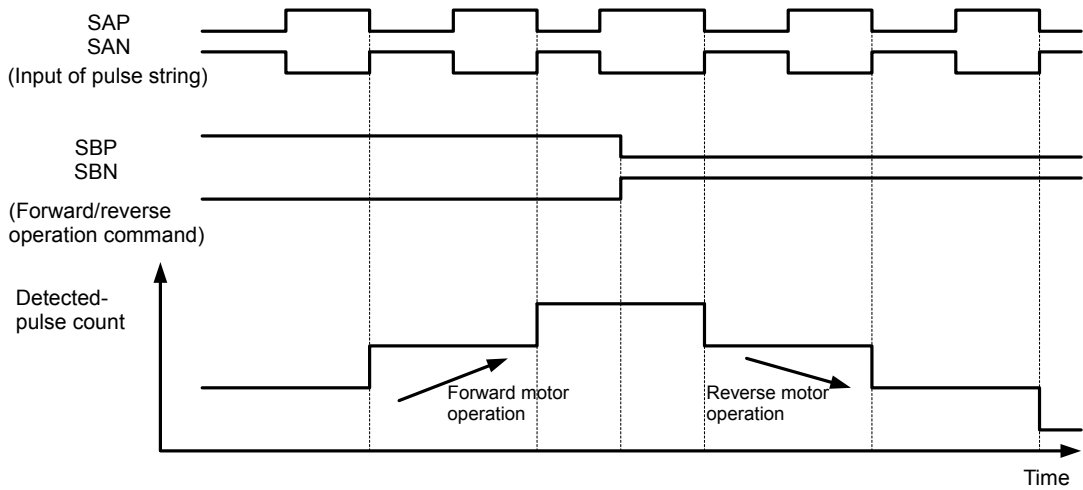 SAP
SAN
(Input of pulse string)
SBP
SBN
(Forward/reverse
operation command)
Detected-
pulse count
Forward motor
operation
Reverse motor
operation
Time